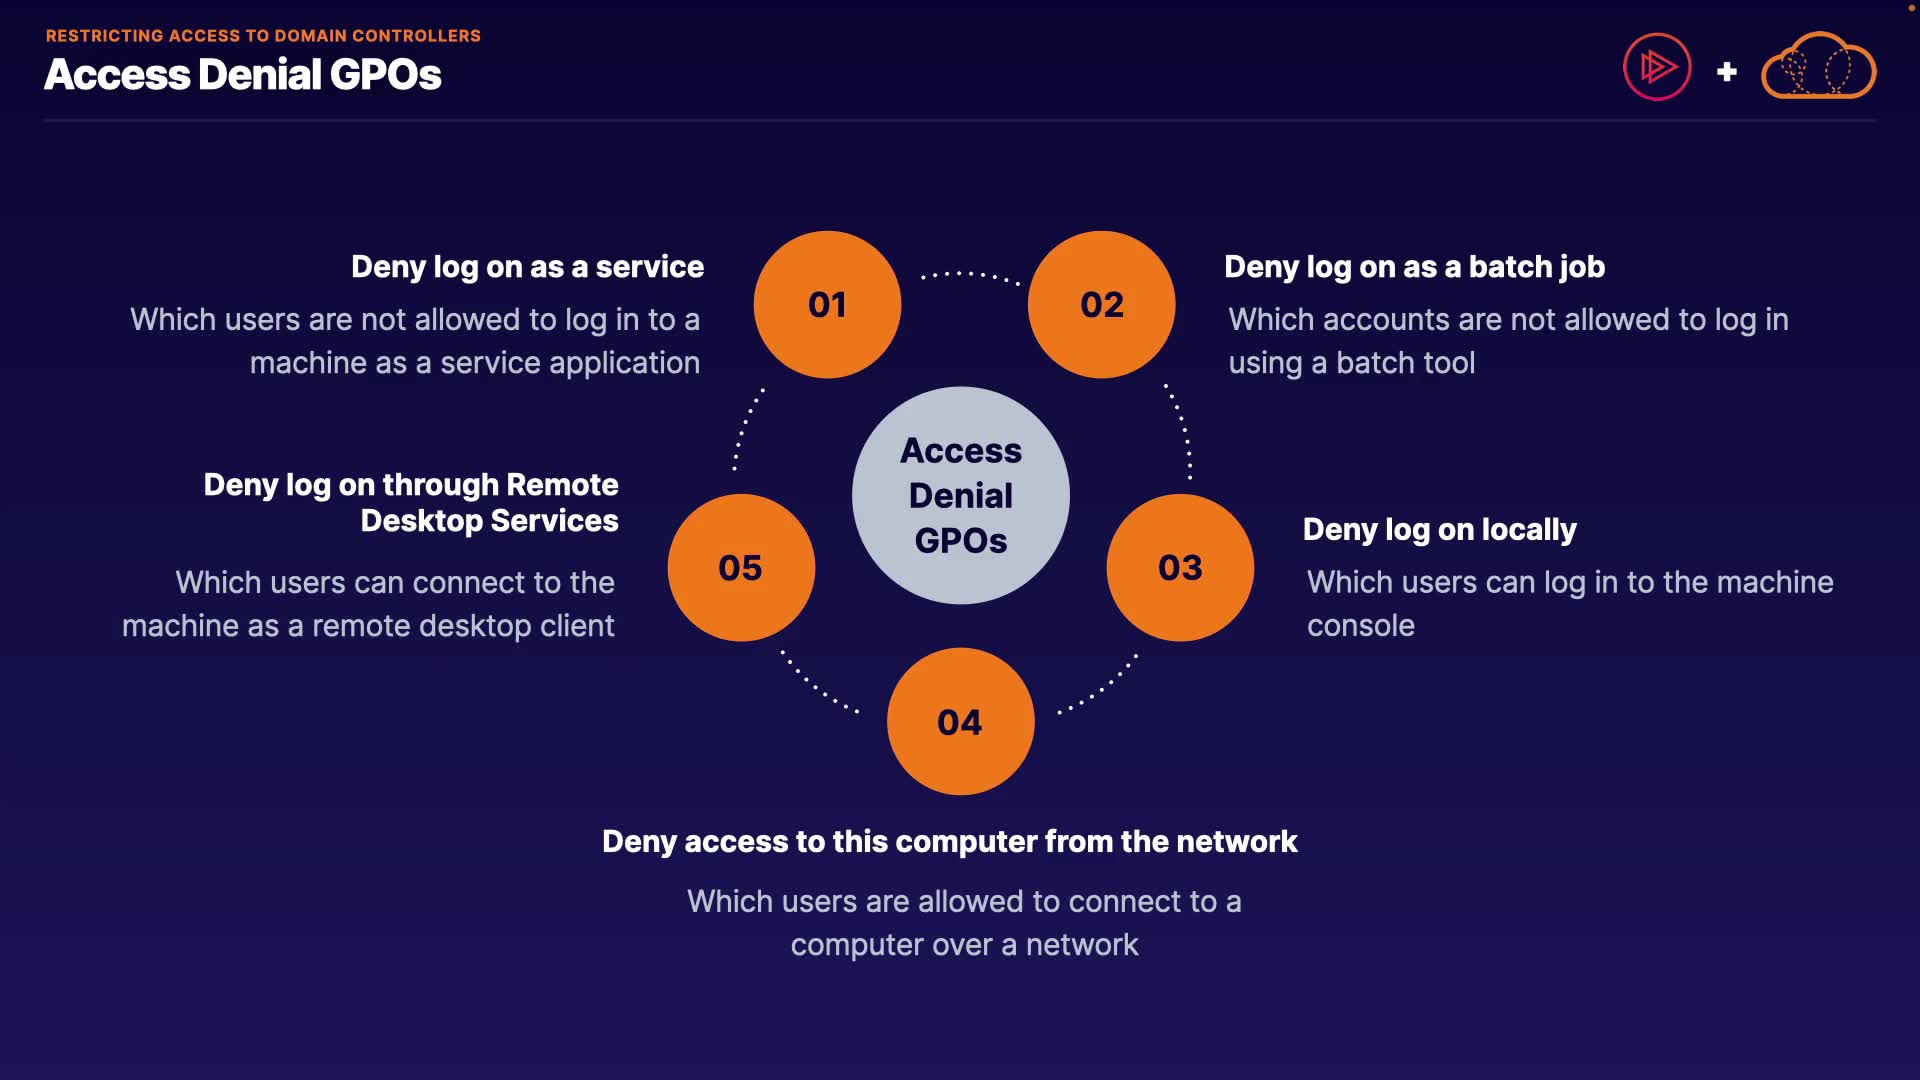 RESTRICTING ACCESS TO DOMAIN CONTROLLERS
Access Denial GPOs
01
Deny log on as a service
Which users are not allowed to log in to a
machine as a service application
02
Deny log on as a batch job
Which accounts are not allowed to log in
using a batch tool
Access
Denial
GPOs
03
Deny log on locally
Which users can log in to the machine
console
04
Deny access to this computer from the network
Which users are allowed to connect to a
computer over a network
05
Deny log on through Remote
Desktop Services
Which users can connect to the
machine as a remote desktop client